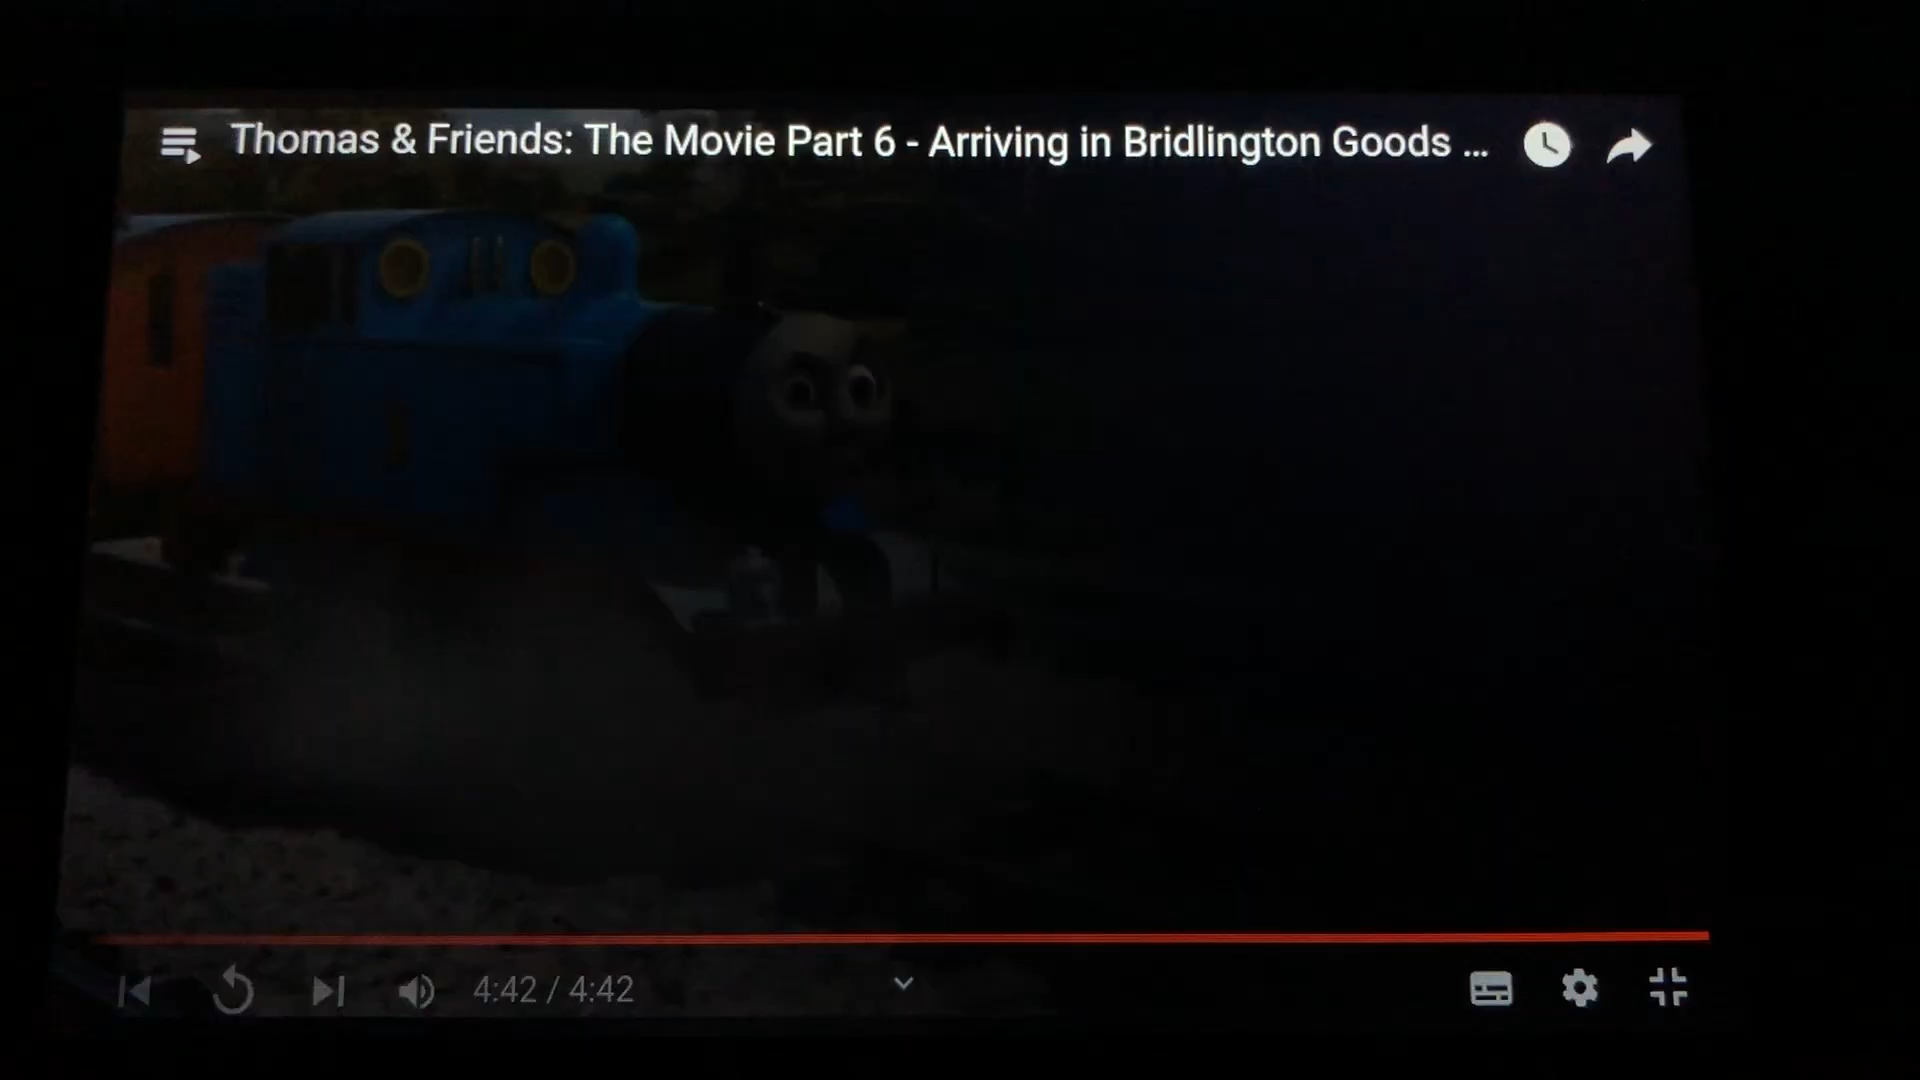 Thomas & Friends: The Movie Part 6 - Arriving in Bridlington Goods ...
4:42 / 4:42